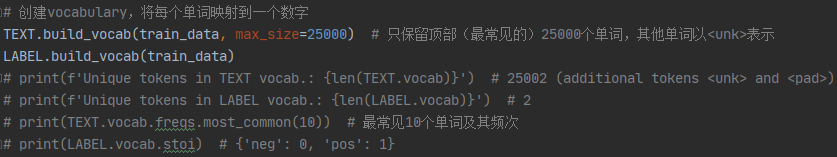 # 创建vocabulary，将每个单词映射到一个数字
TEXT.build_vocab(train_data, max_size=25000)  # 只保留顶部（最常见的）25000个单词，其他单词以<unk>表示
LABEL.build_vocab(train_data)
# print(f'Unique tokens in TEXT vocab.: {len(TEXT.vocab)}')  # 25002 (additional tokens <unk> and <pad>)
# print(f'Unique tokens in LABEL vocab.: {len(LABEL.vocab)}')  # 2
# print(TEXT.vocab.freqs.most_common(10))  # 最常见10个单词及其频次
# print(LABEL.vocab.stoi)  # {'neg': 0, 'pos': 1}